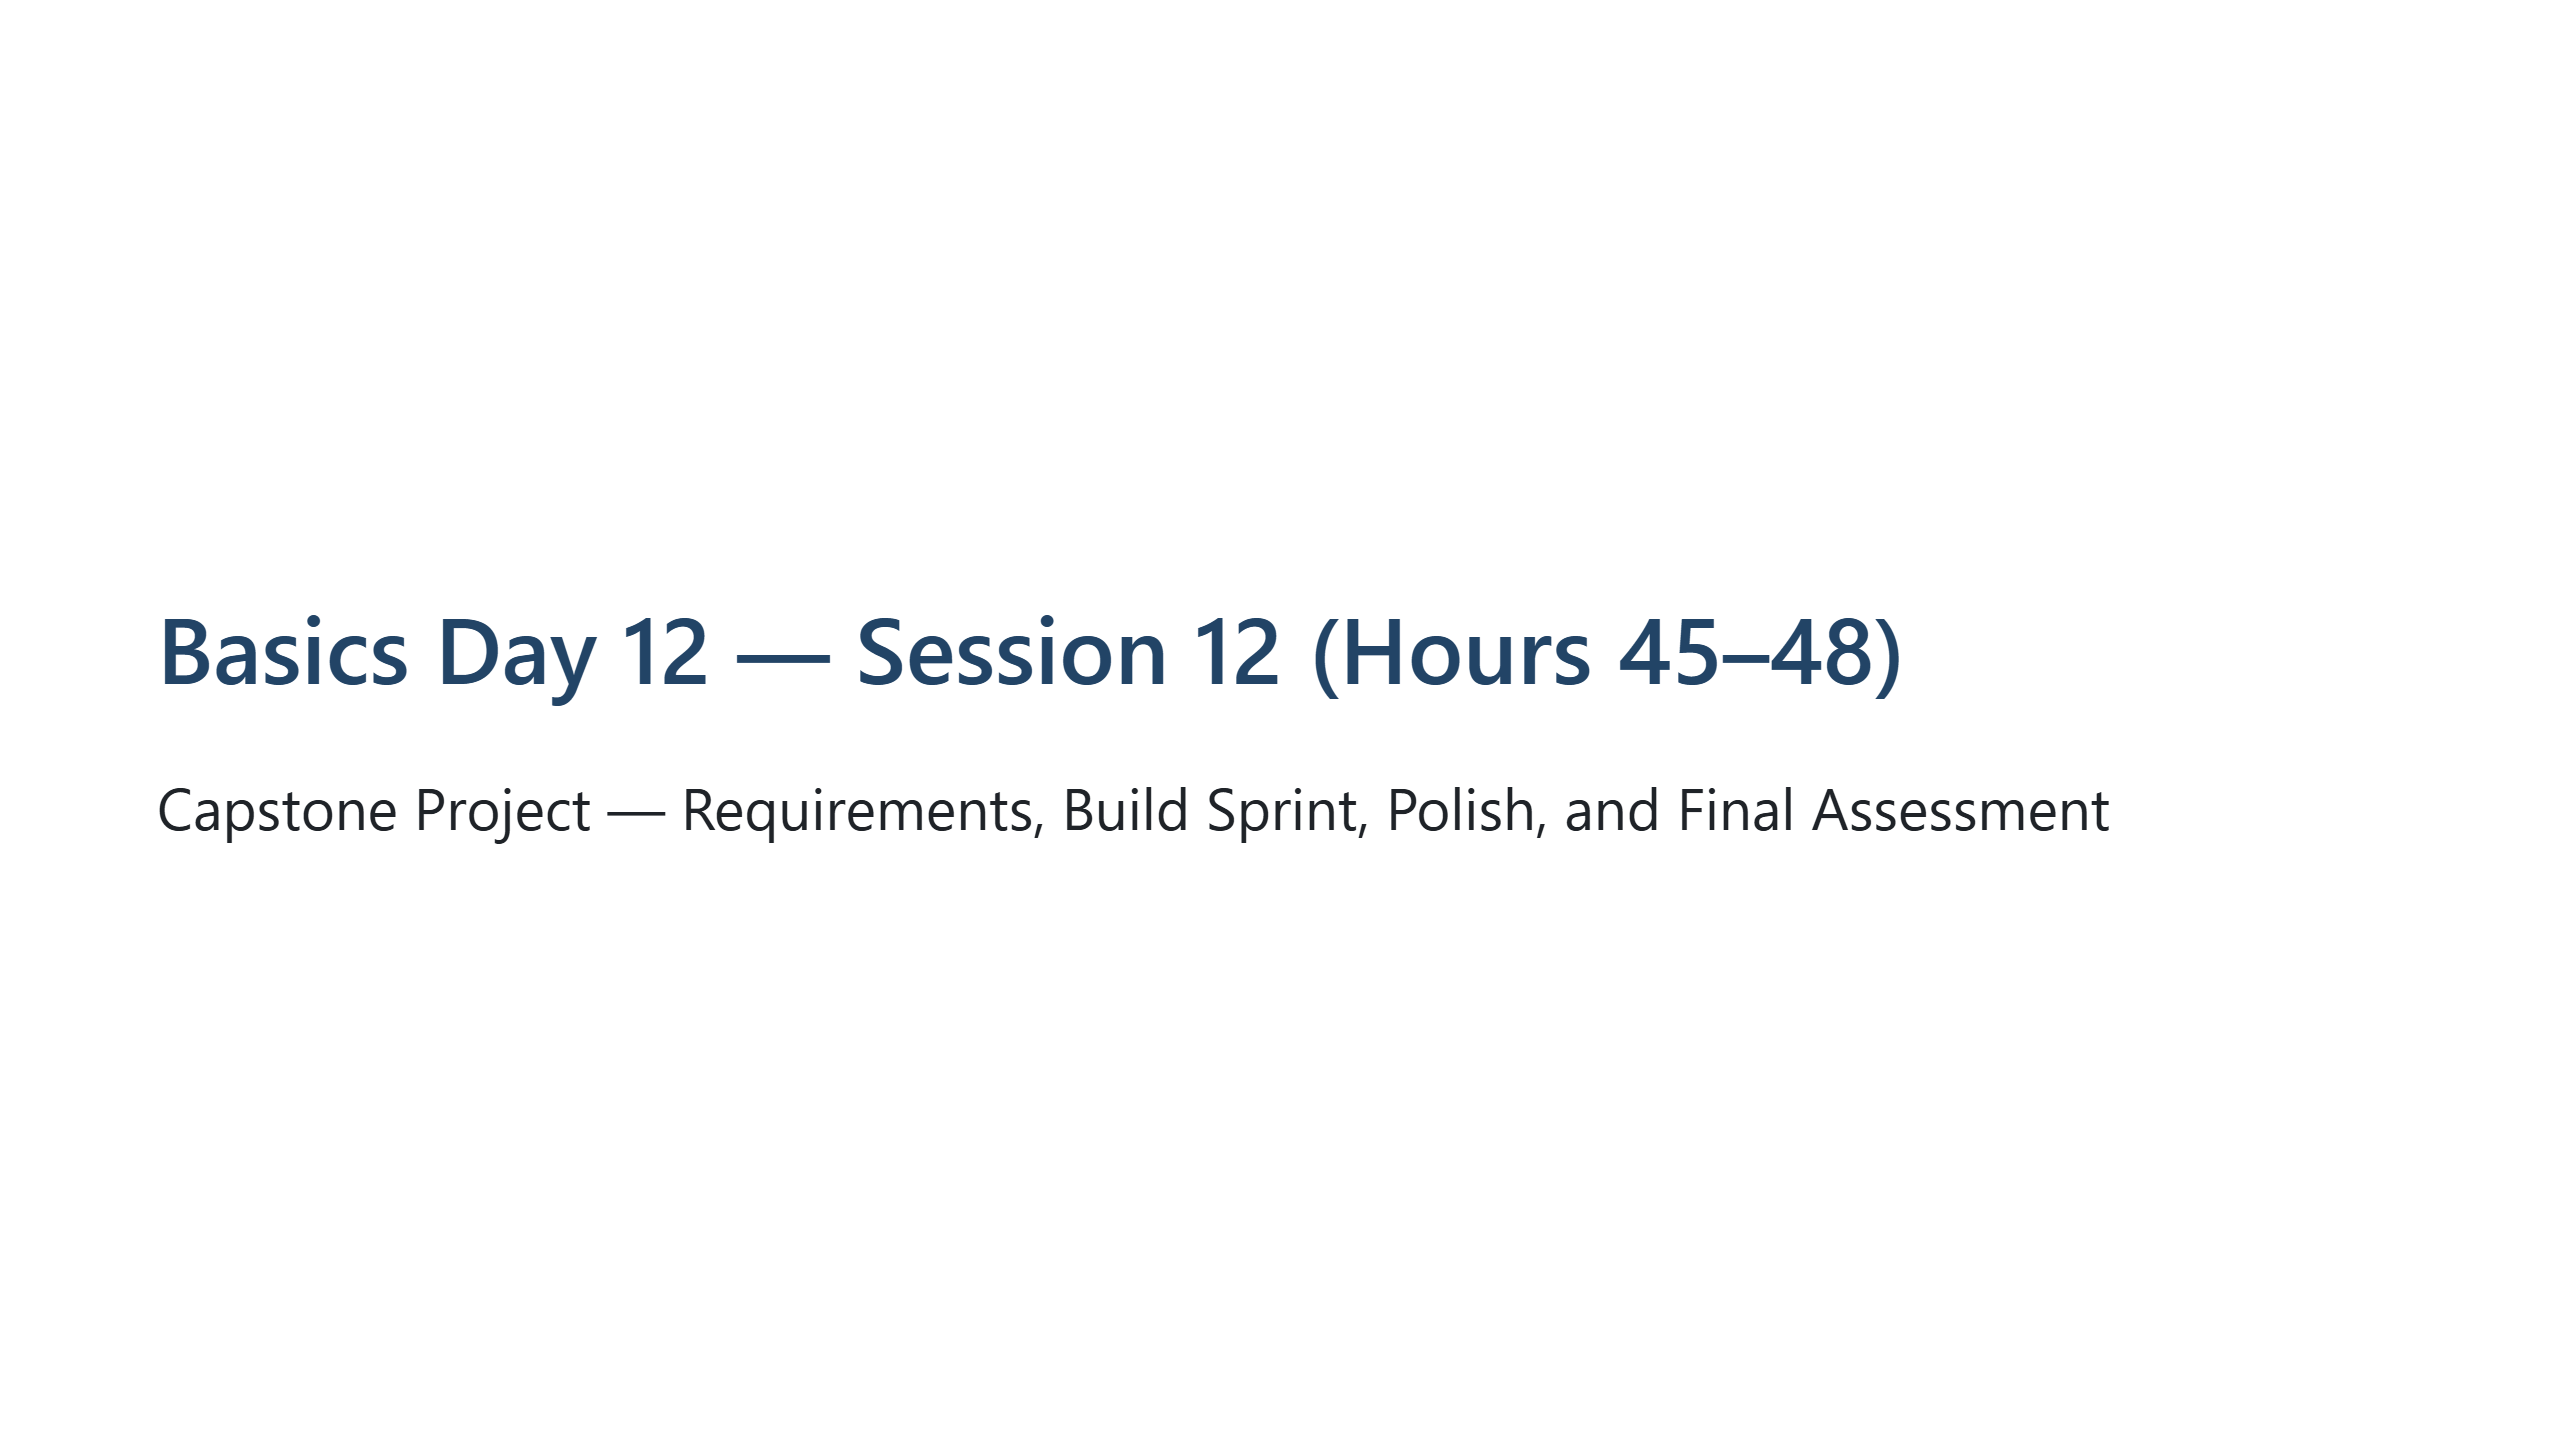 Basics Day 12 — Session 12 (Hours 45–48)
Capstone Project — Requirements, Build Sprint, Polish, and Final Assessment